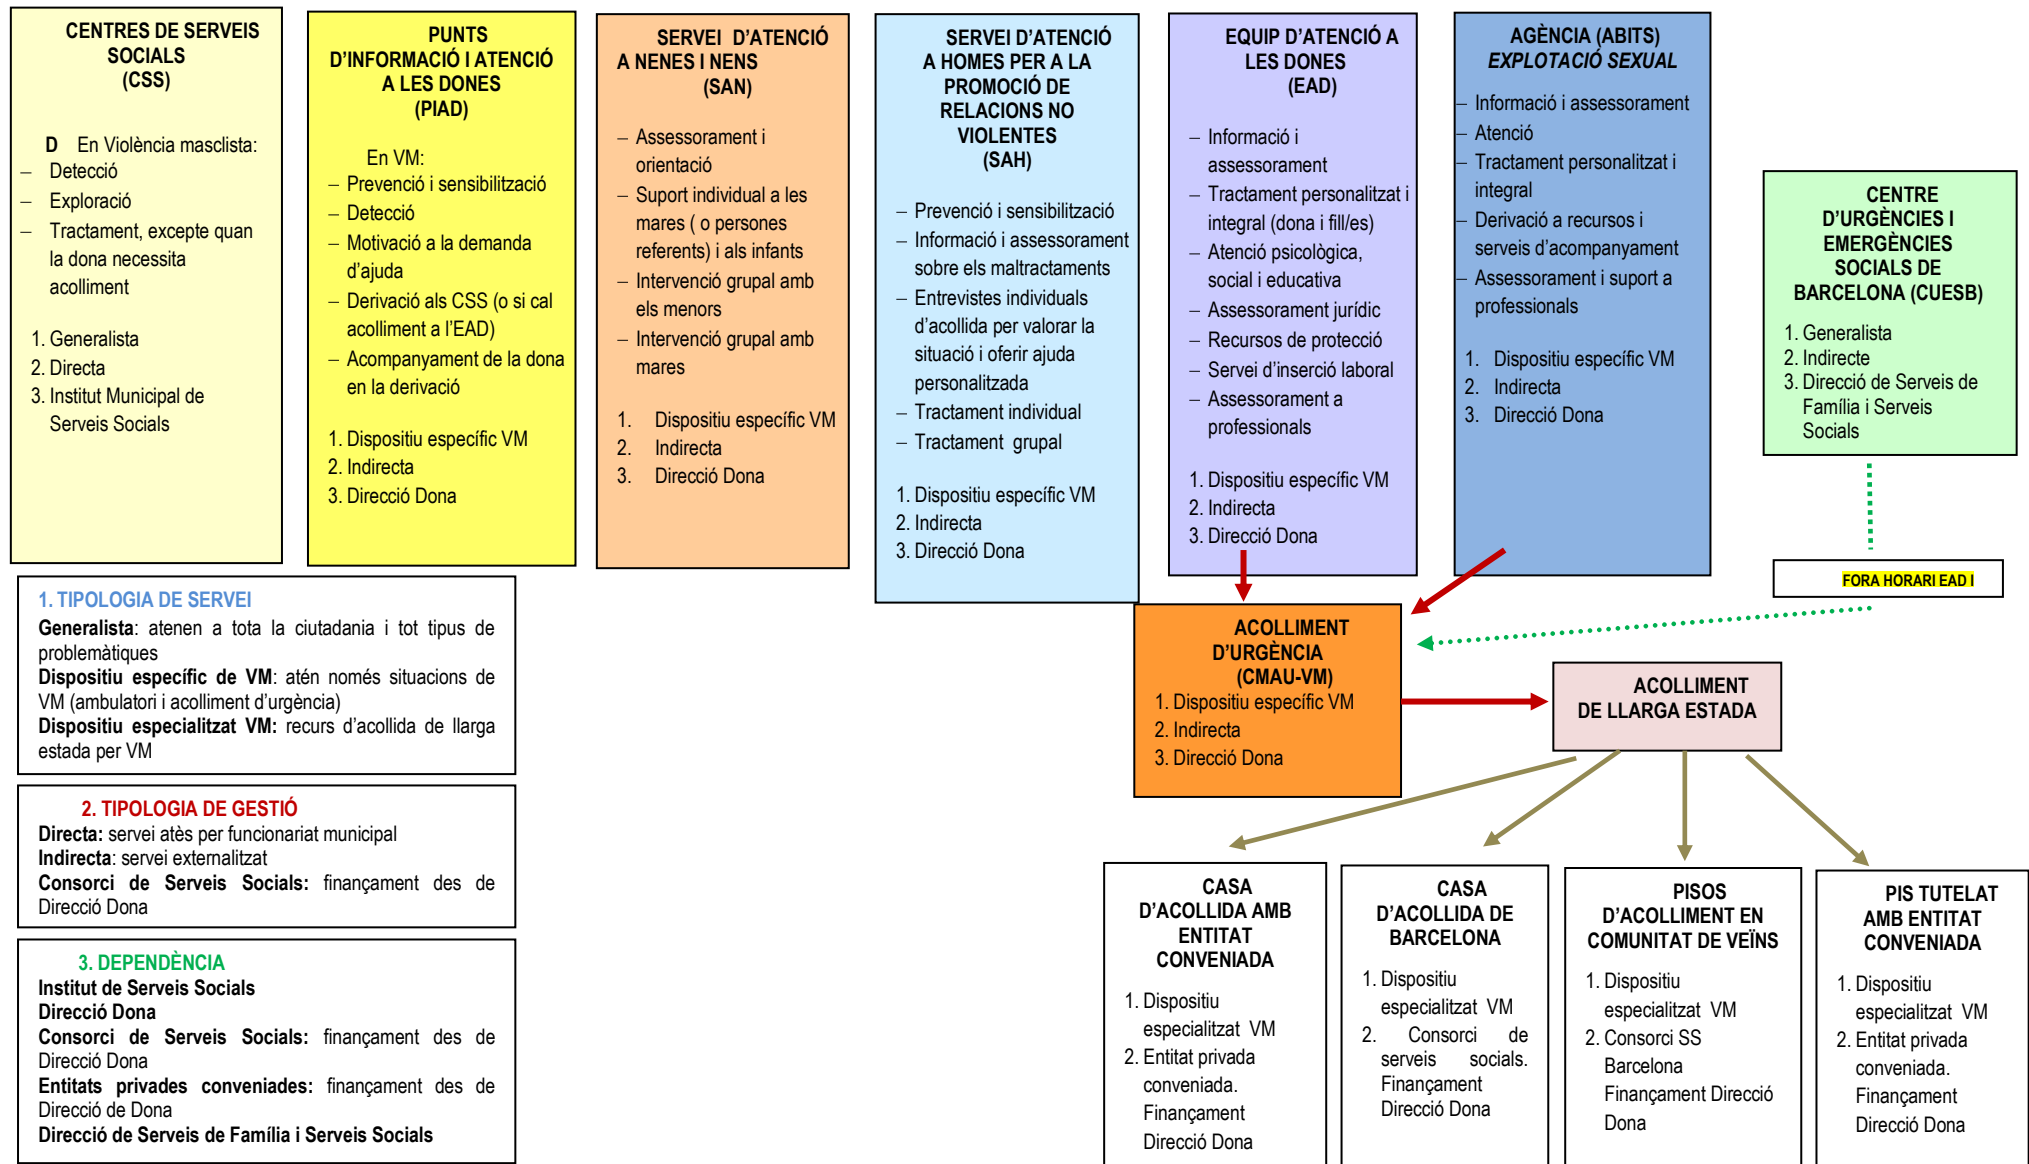 CENTRES DE SERVEIS
SOCIALS
(CSS)
D En Violència masclista:
– Detecció
– Exploració
– Tractament, excepte quan
la dona necessita
acolliment
1. Generalista
2. Directa
3. Institut Municipal de
Serveis Socials
PUNTS
D’INFORMACIÓ I ATENCIÓ
A LES DONES
(PIAD)
En VM:
– Prevenció i sensibilització
– Detecció
– Motivació a la demanda
d’ajuda
– Derivació als CSS (o si cal
acolliment a l’EAD)
– Acompanyament de la dona
en la derivació
1. Dispositiu específic VM
2. Indirecta
3. Direcció Dona
SERVEI D’ATENCIÓ
A NENES I NENS
(SAN)
– Assessorament i
orientació
– Suport individual a les
mares ( o persones
referents) i als infants
– Intervenció grupal amb
els menors
– Intervenció grupal amb
mares
1. Dispositiu específic VM
2. Indirecta
3. Direcció Dona
SERVEI D’ATENCIÓ
A HOMES PER A LA
PROMOCIÓ DE
RELACIONS NO
VIOLENTES
(SAH)
– Prevenció i sensibilització
– Informació i assessorament
sobre els maltractaments
– Entrevistes individuals
d’acollida per valorar la
situació i oferir ajuda
personalitzada
– Tractament individual
– Tractament grupal
1. Dispositiu específic VM
2. Indirecta
3. Direcció Dona
EQUIP D’ATENCIÓ A
LES DONES
(EAD)
– Informació i
assessorament
– Tractament personalitzat i
integral (dona i fill/es)
– Atenció psicològica,
social i educativa
– Assessorament jurídic
– Recursos de protecció
– Servei d’inserció laboral
– Assessorament a
professionals
1. Dispositiu específic VM
2. Indirecta
3. Direcció Dona
AGÈNCIA (ABITS)
EXPLOTACIÓ SEXUAL
– Informació i assessorament
– Atenció
– Tractament personalitzat i
integral
– Derivació a recursos i
serveis d’acompanyament
– Assessorament i suport a
professionals
1. Dispositiu específic VM
2. Indirecta
3. Direcció Dona
CENTRE
D’URGÈNCIES I
EMERGÈNCIES
SOCIALS DE
BARCELONA (CUESB)
1. Generalista
2. Indirecte
3. Direcció de Serveis de
Família i Serveis
Socials
FORA HORARI EAD I
1. TIPOLOGIA DE SERVEI
Generalista: atenen a tota la ciutadania i tot tipus de
problemàtiques
Dispositiu específic de VM: atén només situacions de
VM (ambulatori i acolliment d’urgència)
Dispositiu especialitzat VM: recurs d’acollida de llarga
estada per VM
2. TIPOLOGIA DE GESTIÓ
Directa: servei atès per funcionariat municipal
Indirecta: servei externalitzat
Consorci de Serveis Socials: finançament des de
Direcció Dona
3. DEPENDÈNCIA
Institut de Serveis Socials
Direcció Dona
Consorci de Serveis Socials: finançament des de
Direcció Dona
Entitats privades conveniades: finançament des de
Direcció de Dona
Direcció de Serveis de Família i Serveis Socials
ACOLLIMENT
D’URGÈNCIA
(CMAU-VM)
1. Dispositiu específic VM
2. Indirecta
3. Direcció Dona
ACOLLIMENT
DE LLARGA ESTADA
CASA
D’ACOLLIDA AMB
ENTITAT
CONVENIADA
1. Dispositiu
especialitzat VM
2. Entitat privada
conveniada.
Finançament
Direcció Dona
CASA
D’ACOLLIDA DE
BARCELONA
1. Dispositiu
especialitzat VM
2. Consorci de
serveis socials.
Finançament
Direcció Dona
PISOS
D’ACOLLIMENT EN
COMUNITAT DE VEÏNS
1. Dispositiu
especialitzat VM
2. Consorci SS
Barcelona
Finançament Direcció
Dona
PIS TUTELAT
AMB ENTITAT
CONVENIADA
1. Dispositiu
especialitzat VM
2. Entitat privada
conveniada.
Finançament
Direcció Dona